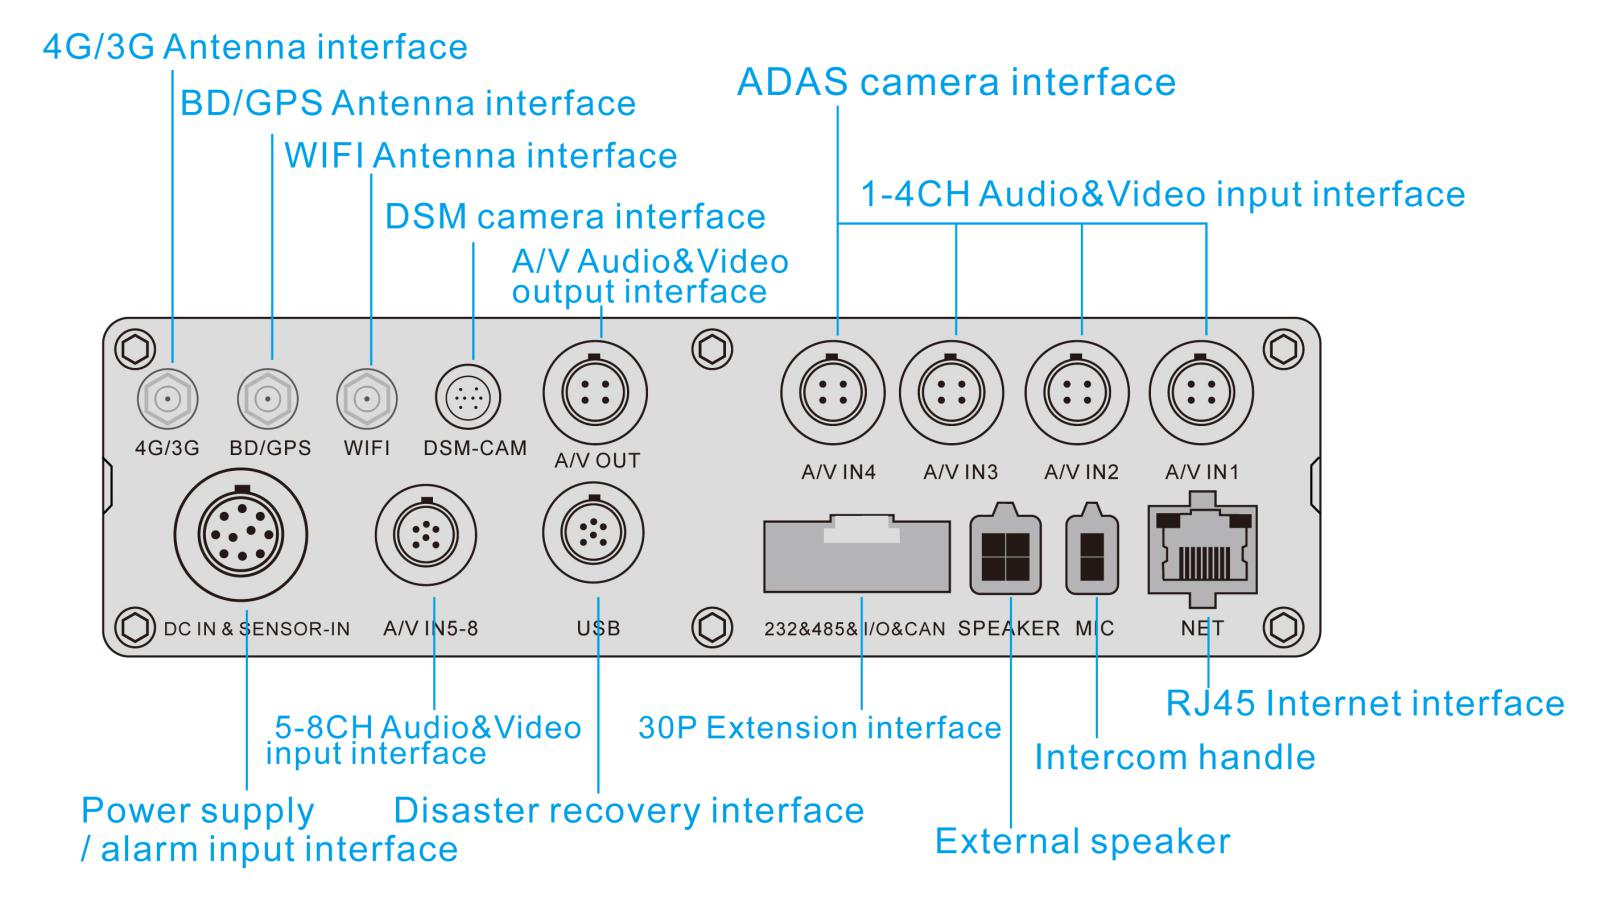 4G/3G Antenna interface
BD/GPS Antenna interface
WIFI Antenna interface
DSM camera interface
A/V Audio&Video
output interface
ADAS camera interface
1-4CH Audio&Video input interface
4G/3G
BD/GPS
WIFI
DSM-CAM
A/V OUT
A/V IN4
A/V IN3
A/V IN2
A/V IN1
DC IN & SENSOR-IN
A/V IN5-8
USB
232&485&I/O&CAN
SPEAKER
MIC
NET
5-8CH Audio&Video
input interface
30P Extension interface
RJ45 Internet interface
Intercom handle
Power supply
/ alarm input interface
Disaster recovery interface
External speaker